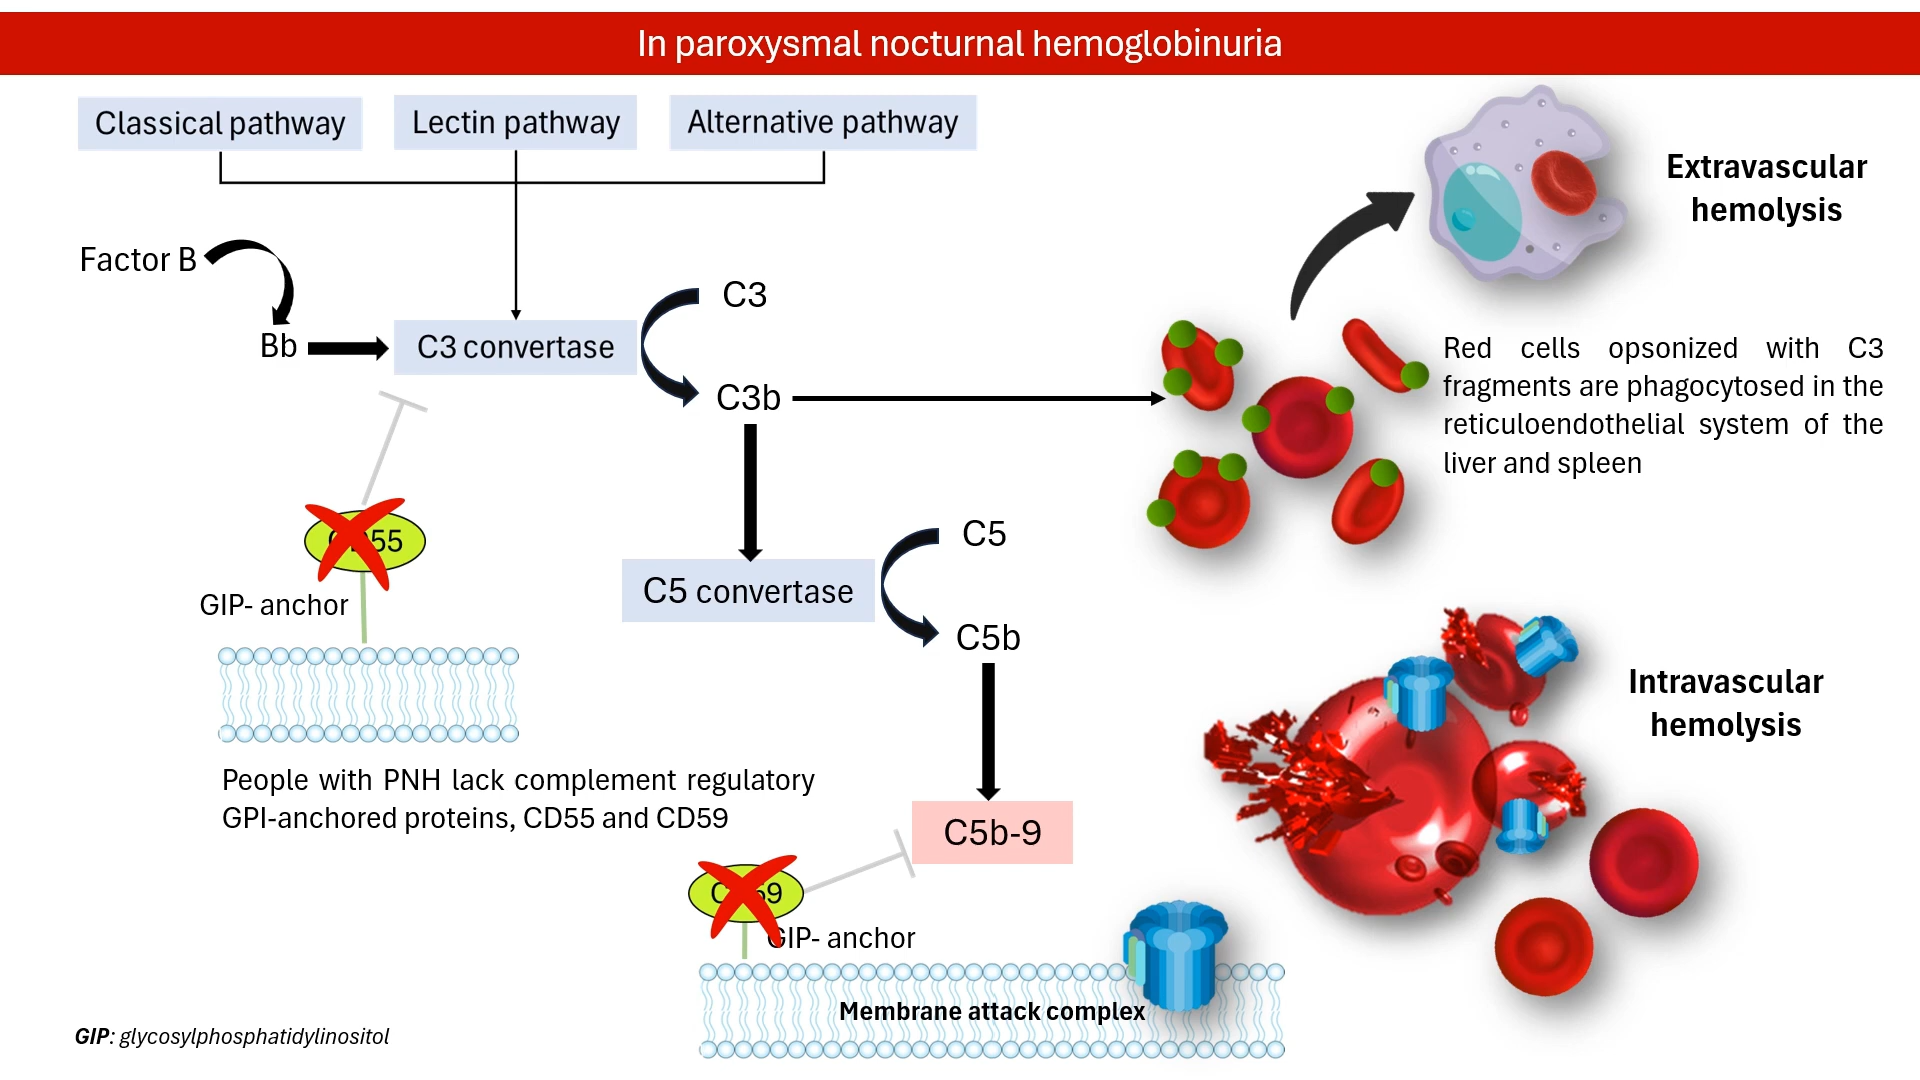 In paroxysmal nocturnal hemoglobinuria
Classical pathway
Lectin pathway
Alternative pathway
Extravascular
hemolysis
Factor B
C3
Bb
C3 convertase
C3b
Red cells opsonized with C3
fragments are phagocytosed in the
reticuloendothelial system of the
liver and spleen
CD55
C5
GIP- anchor
C5 convertase
C5b
Intravascular
hemolysis
People with PNH lack complement regulatory
GPI-anchored proteins, CD55 and CD59
C5b-9
CD59
GIP- anchor
Membrane attack complex
GIP: glycosylphosphatidylinositol